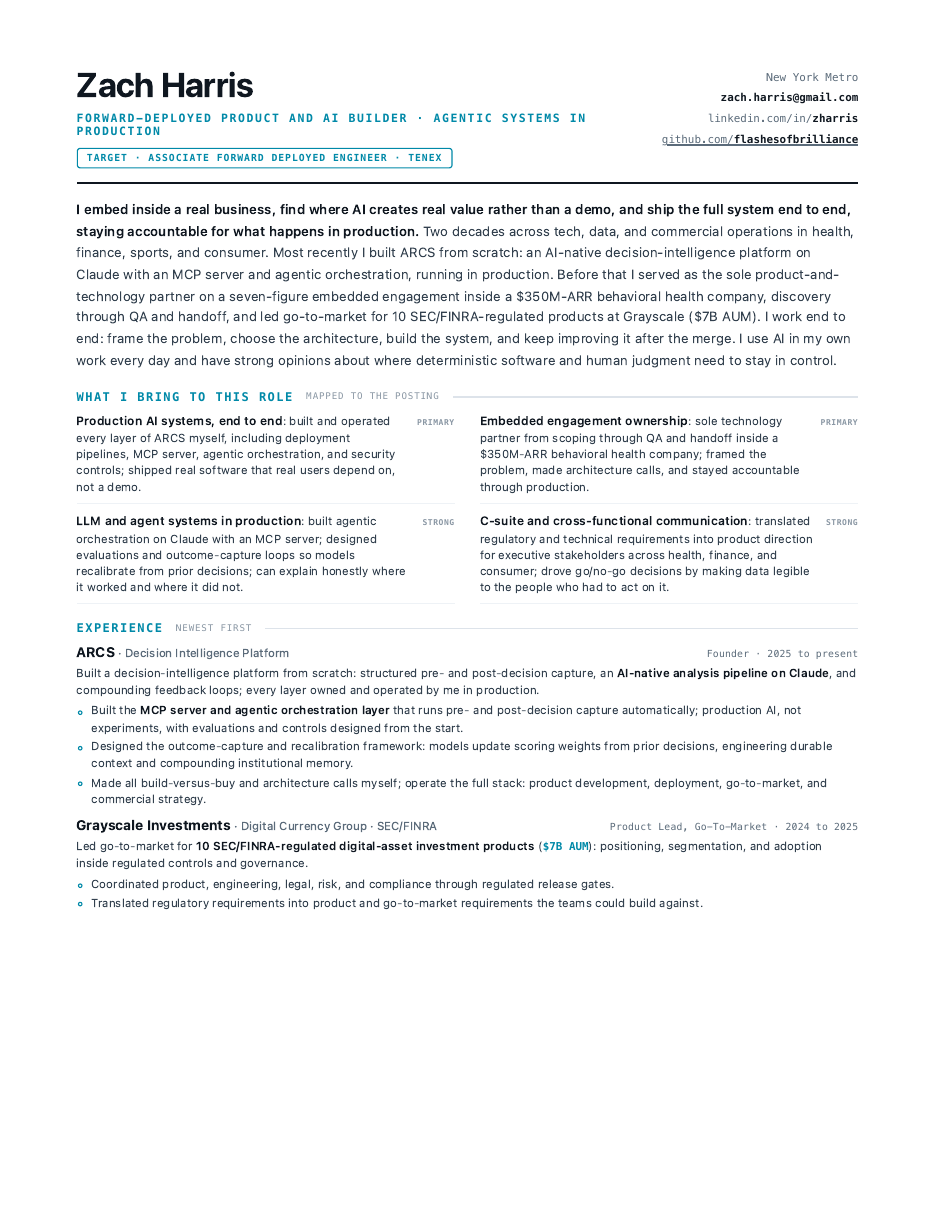 Zach Harris
FORWARD-DEPLOYED PRODUCT AND AI BUILDER · AGENTIC SYSTEMS IN
PRODUCTION
TARGET · ASSOCIATE FORWARD DEPLOYED ENGINEER · TENEX
New York Metro
zach.harris@gmail.com
linkedin.com/in/zharris
github.com/flashesofbrilliance
I embed inside a real business, find where AI creates real value rather than a demo, and ship the full system end to end,
staying accountable for what happens in production. Two decades across tech, data, and commercial operations in health,
finance, sports, and consumer. Most recently I built ARCS from scratch: an AI-native decision-intelligence platform on
Claude with an MCP server and agentic orchestration, running in production. Before that I served as the sole product-and-
technology partner on a seven-figure embedded engagement inside a $350M-ARR behavioral health company, discovery
through QA and handoff, and led go-to-market for 10 SEC/FINRA-regulated products at Grayscale ($7B AUM). I work end to
end: frame the problem, choose the architecture, build the system, and keep improving it after the merge. I use AI in my own
work every day and have strong opinions about where deterministic software and human judgment need to stay in control.
WHAT I BRING TO THIS ROLE MAPPED TO THE POSTING
Production AI systems, end to end: built and operated PRIMARY
every layer of ARCS myself, including deployment
pipelines, MCP server, agentic orchestration, and security
controls; shipped real software that real users depend on,
not a demo.
Embedded engagement ownership: sole technology PRIMARY
partner from scoping through QA and handoff inside a
$350M-ARR behavioral health company; framed the
problem, made architecture calls, and stayed accountable
through production.
LLM and agent systems in production: built agentic STRONG
orchestration on Claude with an MCP server; designed
evaluations and outcome-capture loops so models
recalibrate from prior decisions; can explain honestly where
it worked and where it did not.
C-suite and cross-functional communication: translated STRONG
regulatory and technical requirements into product direction
for executive stakeholders across health, finance, and
consumer; drove go/no-go decisions by making data legible
to the people who had to act on it.
EXPERIENCE NEWEST FIRST
ARCS · Decision Intelligence Platform Founder · 2025 to present
Built a decision-intelligence platform from scratch: structured pre- and post-decision capture, an AI-native analysis pipeline on Claude, and
compounding feedback loops; every layer owned and operated by me in production.
Built the MCP server and agentic orchestration layer that runs pre- and post-decision capture automatically; production AI, not
experiments, with evaluations and controls designed from the start.
Designed the outcome-capture and recalibration framework: models update scoring weights from prior decisions, engineering durable
context and compounding institutional memory.
Made all build-versus-buy and architecture calls myself; operate the full stack: product development, deployment, go-to-market, and
commercial strategy.
Grayscale Investments · Digital Currency Group · SEC/FINRA Product Lead, Go-To-Market · 2024 to 2025
Led go-to-market for 10 SEC/FINRA-regulated digital-asset investment products ($7B AUM): positioning, segmentation, and adoption
inside regulated controls and governance.
Coordinated product, engineering, legal, risk, and compliance through regulated release gates.
Translated regulatory requirements into product and go-to-market requirements the teams could build against.